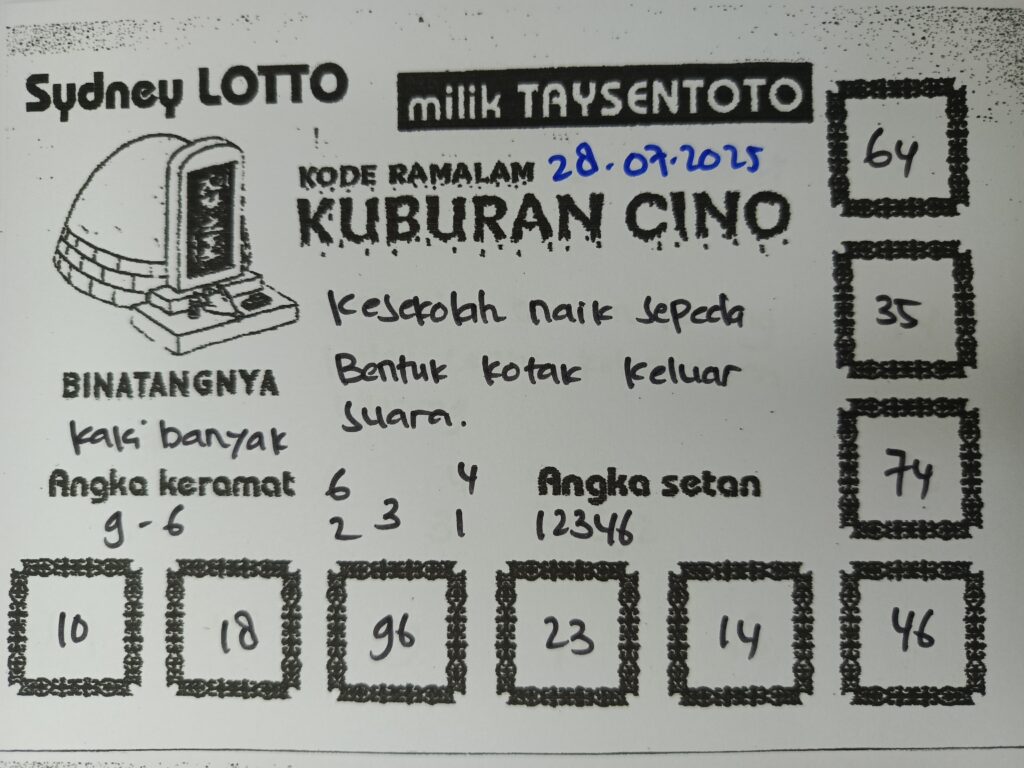 Sydney LOTTO
milik TAYSENTOTO
KODE RAMALAM 28.07.2025
KUBURAN CINO
Kesekolah naik sepeda
Bentuk kotak keluar
suara.
BINATANGNYA
kaki banyak
Angka keramat
9 - 6
6 4
3
2 1
Angka setan
12346
64
35
74
10 18 96 23 14 46